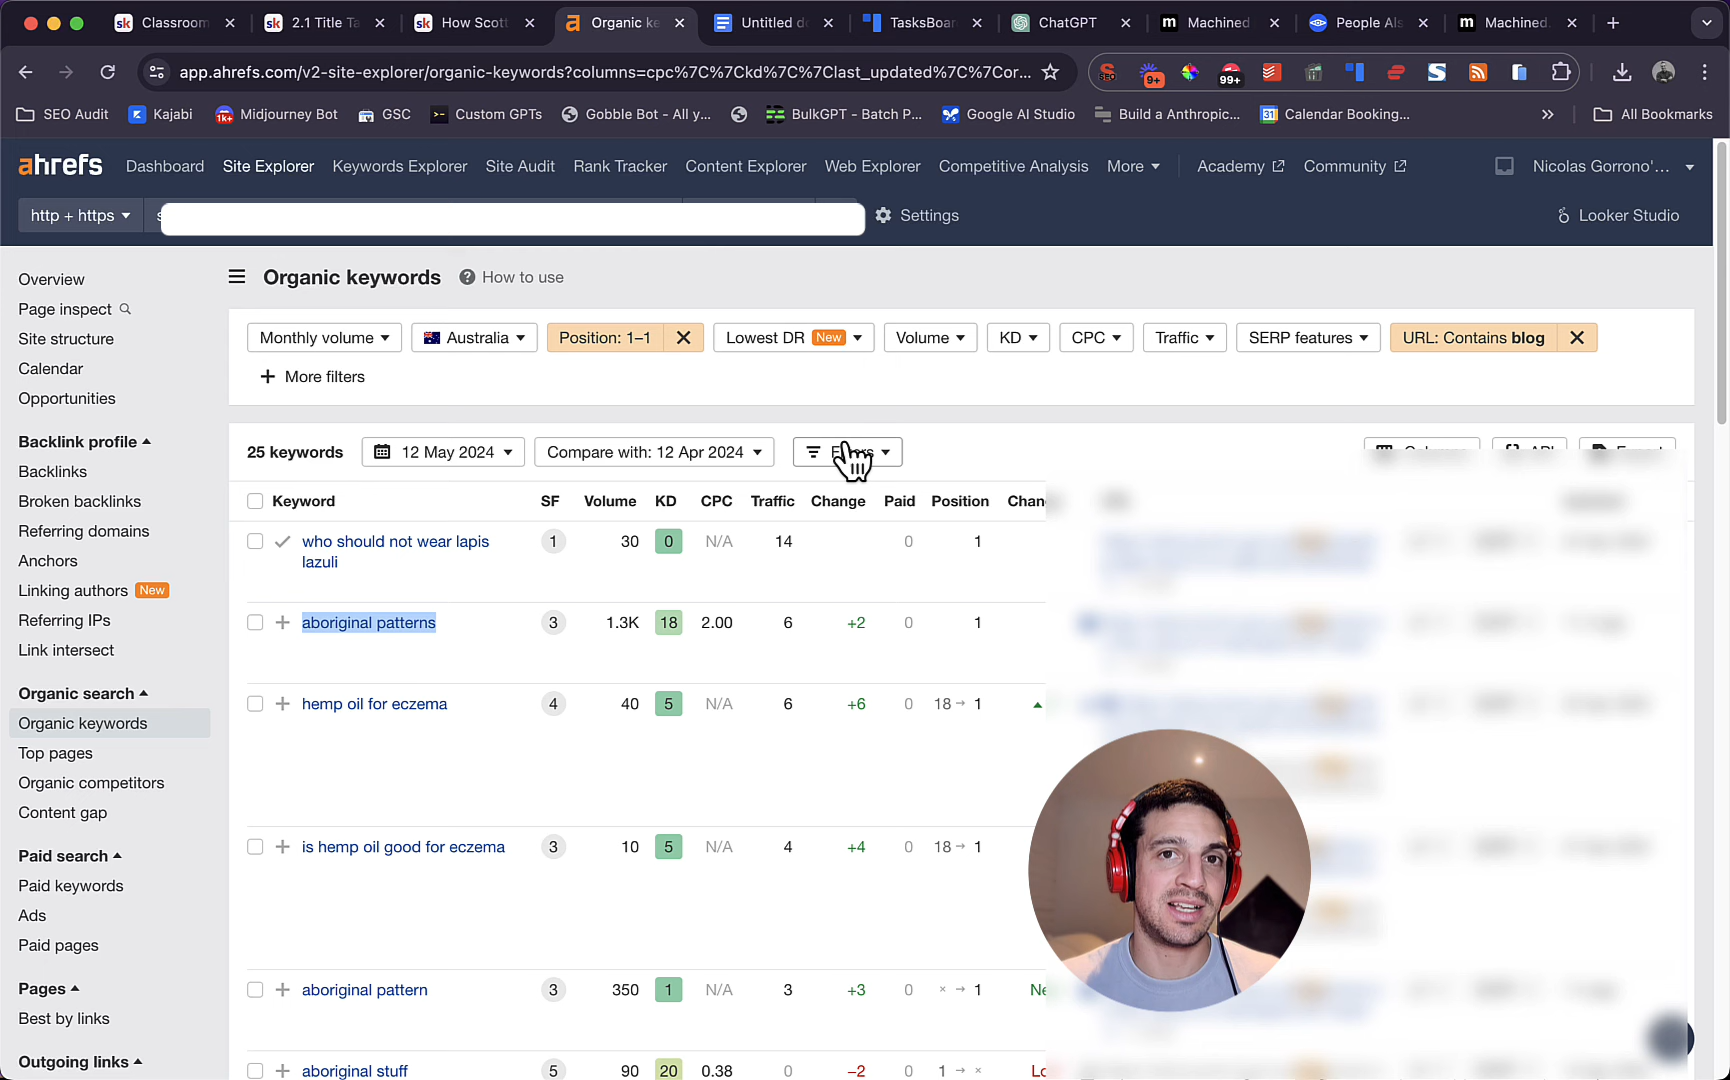 Classroom
2.1 Title Ta
How Scott
Organic ke
Untitled do
TasksBoar
ChatGPT
Machined
People Als
Machined.
app.ahrefs.com/v2-site-explorer/organic-keywords?columns=cpc%7C%7Ckd%7C%7Clast_updated%7C%7Cor...
9+
99+
SEO Audit
Kajabi
Midjourney Bot
GSC
Custom GPTs
Gobble Bot - All y...
BulkGPT - Batch P...
Google AI Studio
Build a Anthropic...
Calendar Booking...
All Bookmarks
ahrefs
Dashboard
Site Explorer
Keywords Explorer
Site Audit
Rank Tracker
Content Explorer
Web Explorer
Competitive Analysis
More
Academy
Community
Nicolas Gorrono'...
http + https
Settings
Looker Studio
Overview
Page inspect
Site structure
Calendar
Opportunities
Backlink profile
Backlinks
Broken backlinks
Referring domains
Anchors
Linking authors New
Referring IPs
Link intersect
Organic search
Organic keywords
Top pages
Organic competitors
Content gap
Paid search
Paid keywords
Ads
Paid pages
Pages
Best by links
Outgoing links
Organic keywords
How to use
Monthly volume
Australia
Position: 1–1
Lowest DR New
Volume
KD
CPC
Traffic
SERP features
URL: Contains blog
More filters
25 keywords
12 May 2024
Compare with: 12 Apr 2024
Keyword SF Volume KD CPC Traffic Change Paid Position Chang
who should not wear lapis
lazuli
1 30 0 N/A 14 0 1
aboriginal patterns 3 1.3K 18 2.00 6 +2 0 1
hemp oil for eczema 4 40 5 N/A 6 +6 0 18 → 1
is hemp oil good for eczema 3 10 5 N/A 4 +4 0 18 → 1
aboriginal pattern 3 350 1 N/A 3 +3 0 × → 1 Ne
aboriginal stuff 5 90 20 0.38 0 −2 0 1 → × Lo